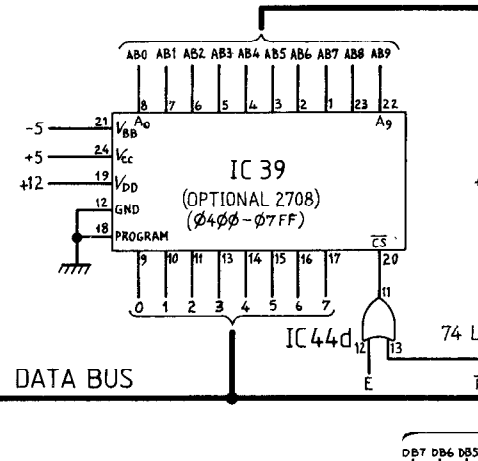 AB0 AB1 AB2 AB3 AB4 AB5 AB6 AB7 AB8 AB9
8 7 6 5 4 3 2 1 23 22
A0 A9
-5 21 VBB
+5 24 VCC
+12 19 VDD
12 GND
18 PROGRAM
IC 39
(OPTIONAL 2708)
(Ø4ØØ-Ø7FF)
CS
9 10 11 13 14 15 16 17 20
0 1 2 3 4 5 6 7
11
IC44d 12 13 74 L
E
DATA BUS
DB7 DB6 DB5